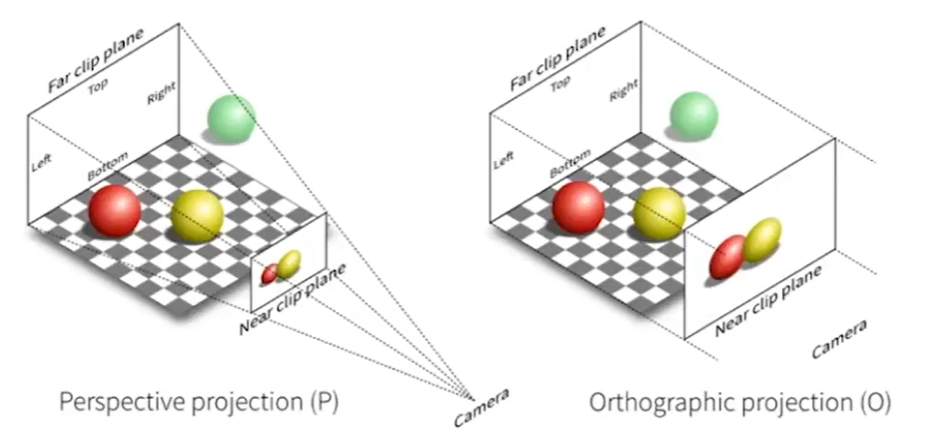 Far clip plane
Top
Right
Left
Bottom
Near clip plane
Camera
Perspective projection (P)
Far clip plane
Top
Right
Left
Bottom
Near clip plane
Camera
Orthographic projection (O)